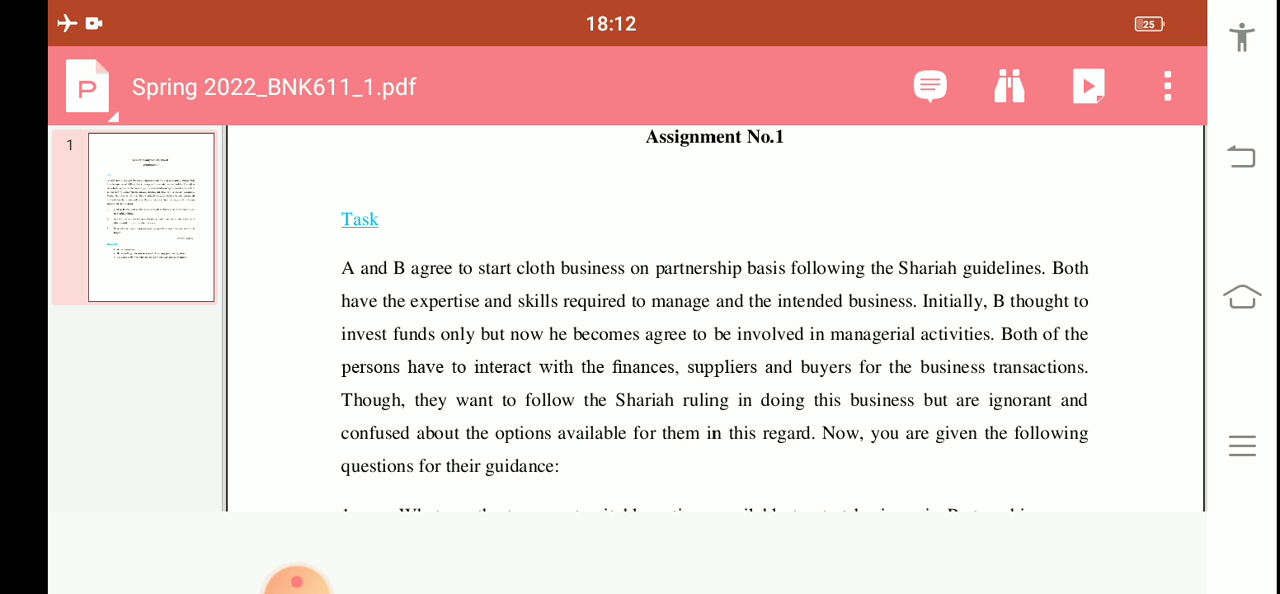 18:12
25
P
Spring 2022_BNK611_1.pdf
1
Assignment No.1
Task
A and B agree to start cloth business on partnership basis following the Shariah guidelines. Both
have the expertise and skills required to manage and the intended business. Initially, B thought to
invest funds only but now he becomes agree to be involved in managerial activities. Both of the
persons have to interact with the finances, suppliers and buyers for the business transactions.
Though, they want to follow the Shariah ruling in doing this business but are ignorant and
confused about the options available for them in this regard. Now, you are given the following
questions for their guidance: